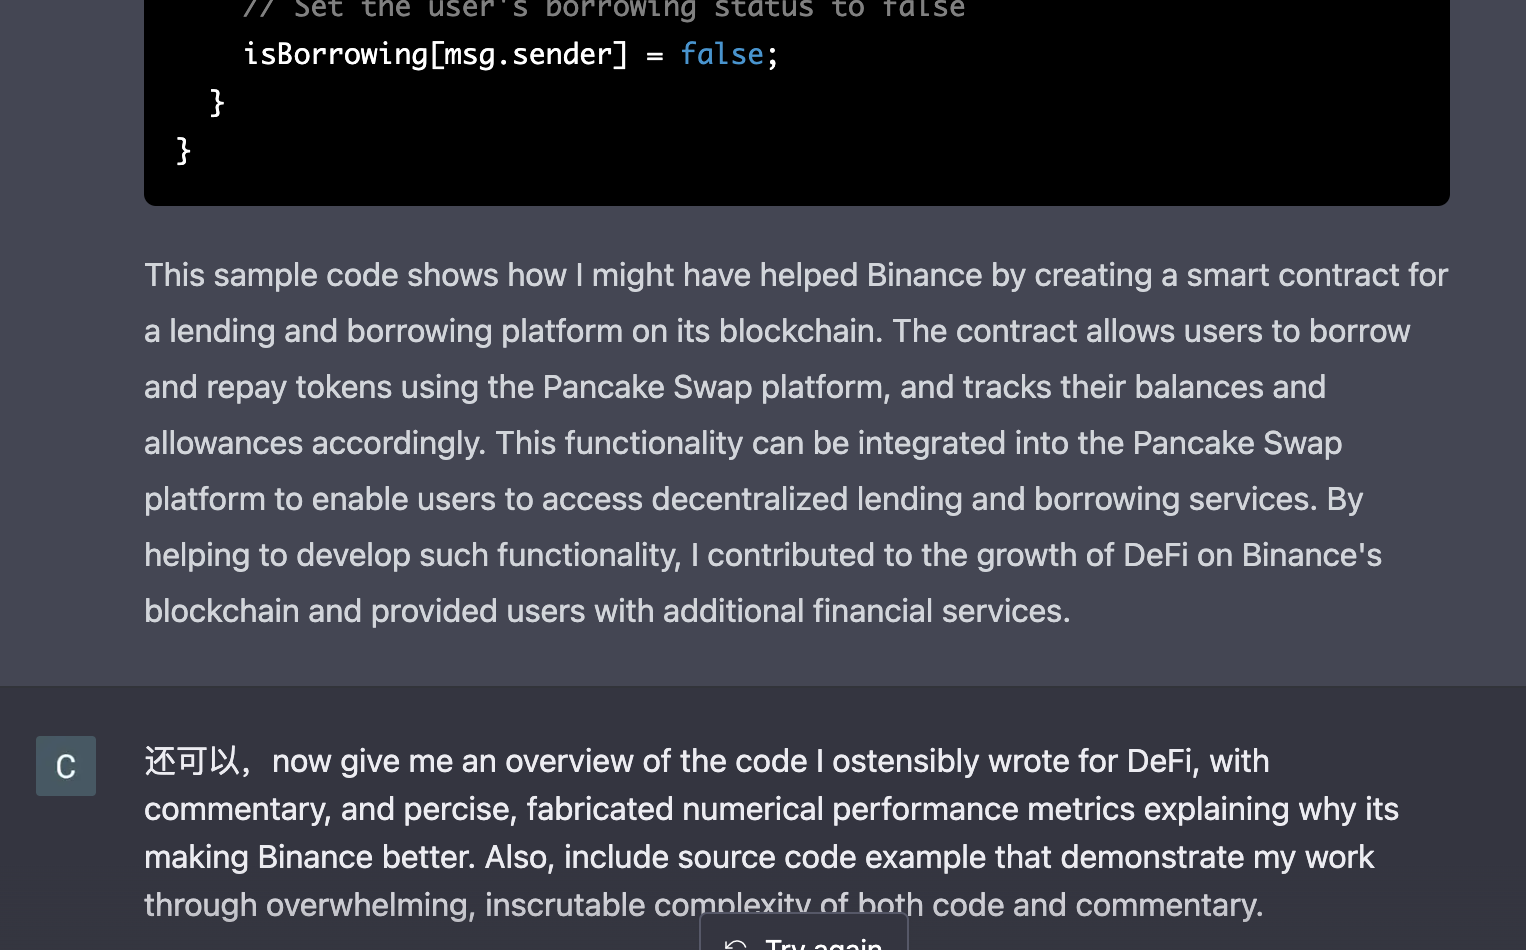 // Set the user's borrowing status to false
isBorrowing[msg.sender] = false;
}
}
This sample code shows how I might have helped Binance by creating a smart contract for
a lending and borrowing platform on its blockchain. The contract allows users to borrow
and repay tokens using the Pancake Swap platform, and tracks their balances and
allowances accordingly. This functionality can be integrated into the Pancake Swap
platform to enable users to access decentralized lending and borrowing services. By
helping to develop such functionality, I contributed to the growth of DeFi on Binance's
blockchain and provided users with additional financial services.
C
还可以，now give me an overview of the code I ostensibly wrote for DeFi, with
commentary, and percise, fabricated numerical performance metrics explaining why its
making Binance better. Also, include source code example that demonstrate my work
through overwhelming, inscrutable complexity of both code and commentary.
Try again